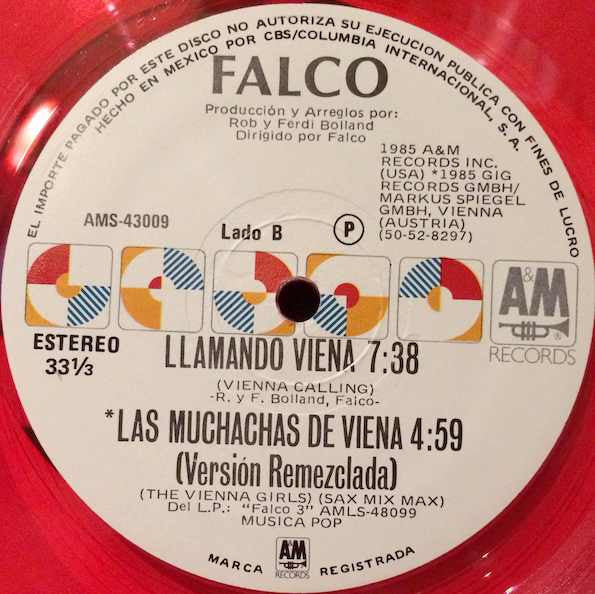 EL IMPORTE PAGADO POR ESTE DISCO NO AUTORIZA SU EJECUCION PUBLICA CON FINES DE LUCRO
HECHO EN MEXICO POR CBS/COLUMBIA INTERNACIONAL, S.A.
FALCO
Producción y Arreglos por:
Rob y Ferdi Bolland
Dirigido por Falco
1985 A&M
RECORDS INC.
(USA) *1985 GIG
RECORDS GMBH/
MARKUS SPIEGEL
GMBH, VIENNA
(AUSTRIA)
(50-52-8297)
AMS-43009
Lado B
P
A&M
RECORDS
ESTEREO
33⅓
LLAMANDO VIENA 7:38
(VIENNA CALLING)
-R. y F. Bolland, Falco-
*LAS MUCHACHAS DE VIENA 4:59
(Versión Remezclada)
(THE VIENNA GIRLS) (SAX MIX MAX)
Del L.P.: "Falco 3" AMLS-48099
MUSICA POP
A&M
RECORDS
MARCA REGISTRADA